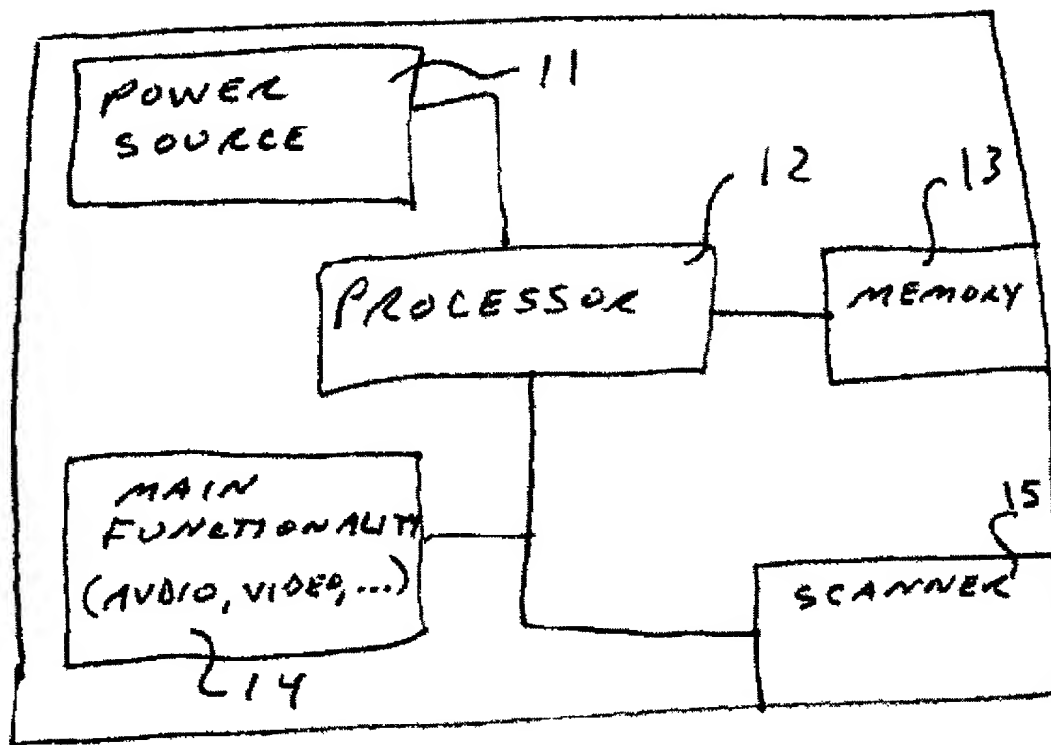 POWER
SOURCE
11
PROCESSOR
12
MEMORY
13
MAIN
FUNCTIONALITY
(AUDIO, VIDEO, ...)
14
SCANNER
15